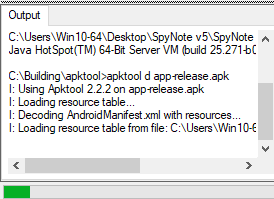 Output
C:\Users\Win10-64\Desktop\SpyNote v5\SpyNote
Java HotSpot(TM) 64-Bit Server VM (build 25.271-b0
C:\Building\apktool>apktool d app-release.apk
I: Using Apktool 2.2.2 on app-release.apk
I: Loading resource table...
I: Decoding AndroidManifest.xml with resources...
I: Loading resource table from file: C:\Users\Win10-6